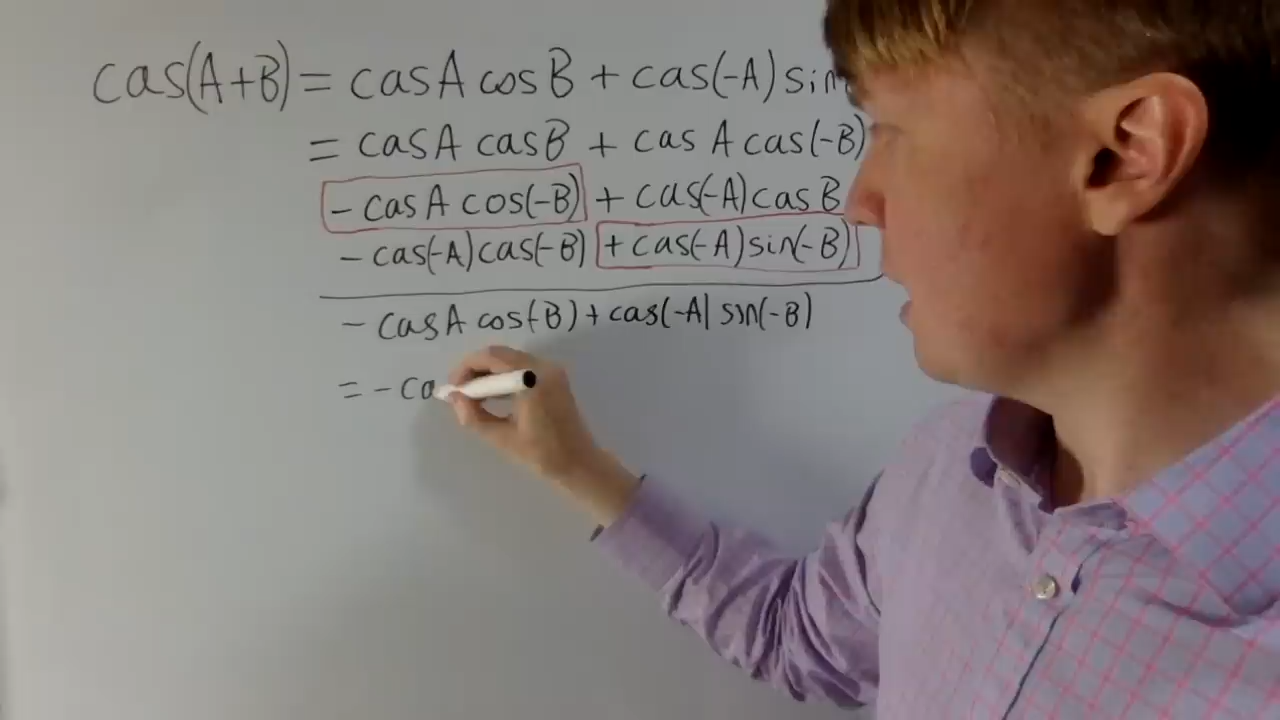 cas(A+B) = casA cosB + cas(-A) sin
= casA casB + cas A cas(-B)
- casA cos(-B) + cas(-A)casB
- cas(-A)cas(-B) + cas(-A)sin(-B)
- casA cos(-B) + cas(-A) sin(-B)
= - ca